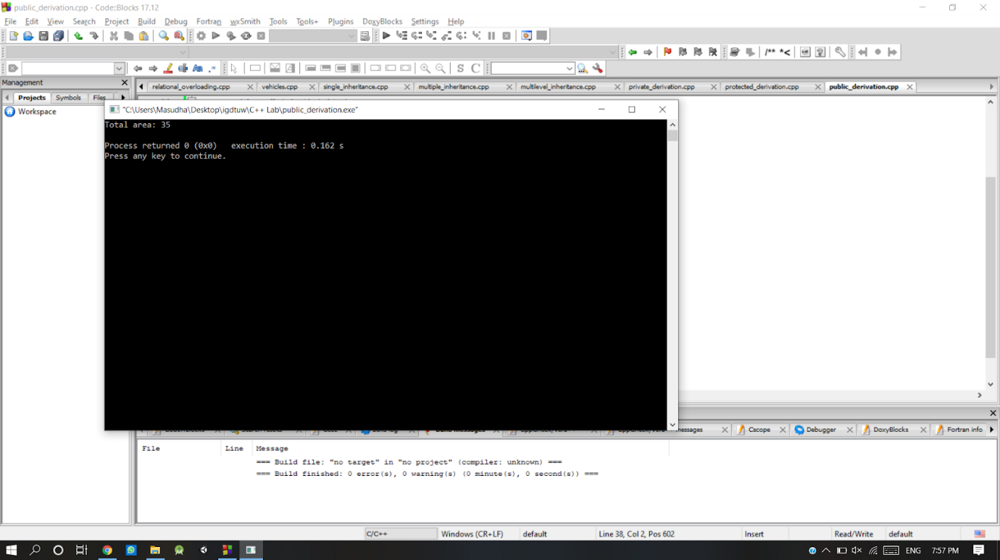 public_derivation.cpp - Code::Blocks 17.12
File Edit View Search Project Build Debug Fortran wxSmith Tools Tools+ Plugins DoxyBlocks Settings Help
/** *<
S C
Management
relational_overloading.cpp vehicles.cpp single_inheritance.cpp multiple_inheritance.cpp multilevel_inheritance.cpp private_derivation.cpp protected_derivation.cpp public_derivation.cpp
Projects Symbols Files
Workspace
"C:\Users\Masudha\Desktop\igdtuw\C++ Lab\public_derivation.exe"
Total area: 35
Process returned 0 (0x0) execution time : 0.162 s
Press any key to continue.
messages Cscope Debugger DoxyBlocks Fortran info
File Line Message
=== Build file: "no target" in "no project" (compiler: unknown) ===
=== Build finished: 0 error(s), 0 warning(s) (0 minute(s), 0 second(s)) ===
C/C++ Windows (CR+LF) default Line 38, Col 2, Pos 602 Insert Read/Write default
ENG 7:57 PM